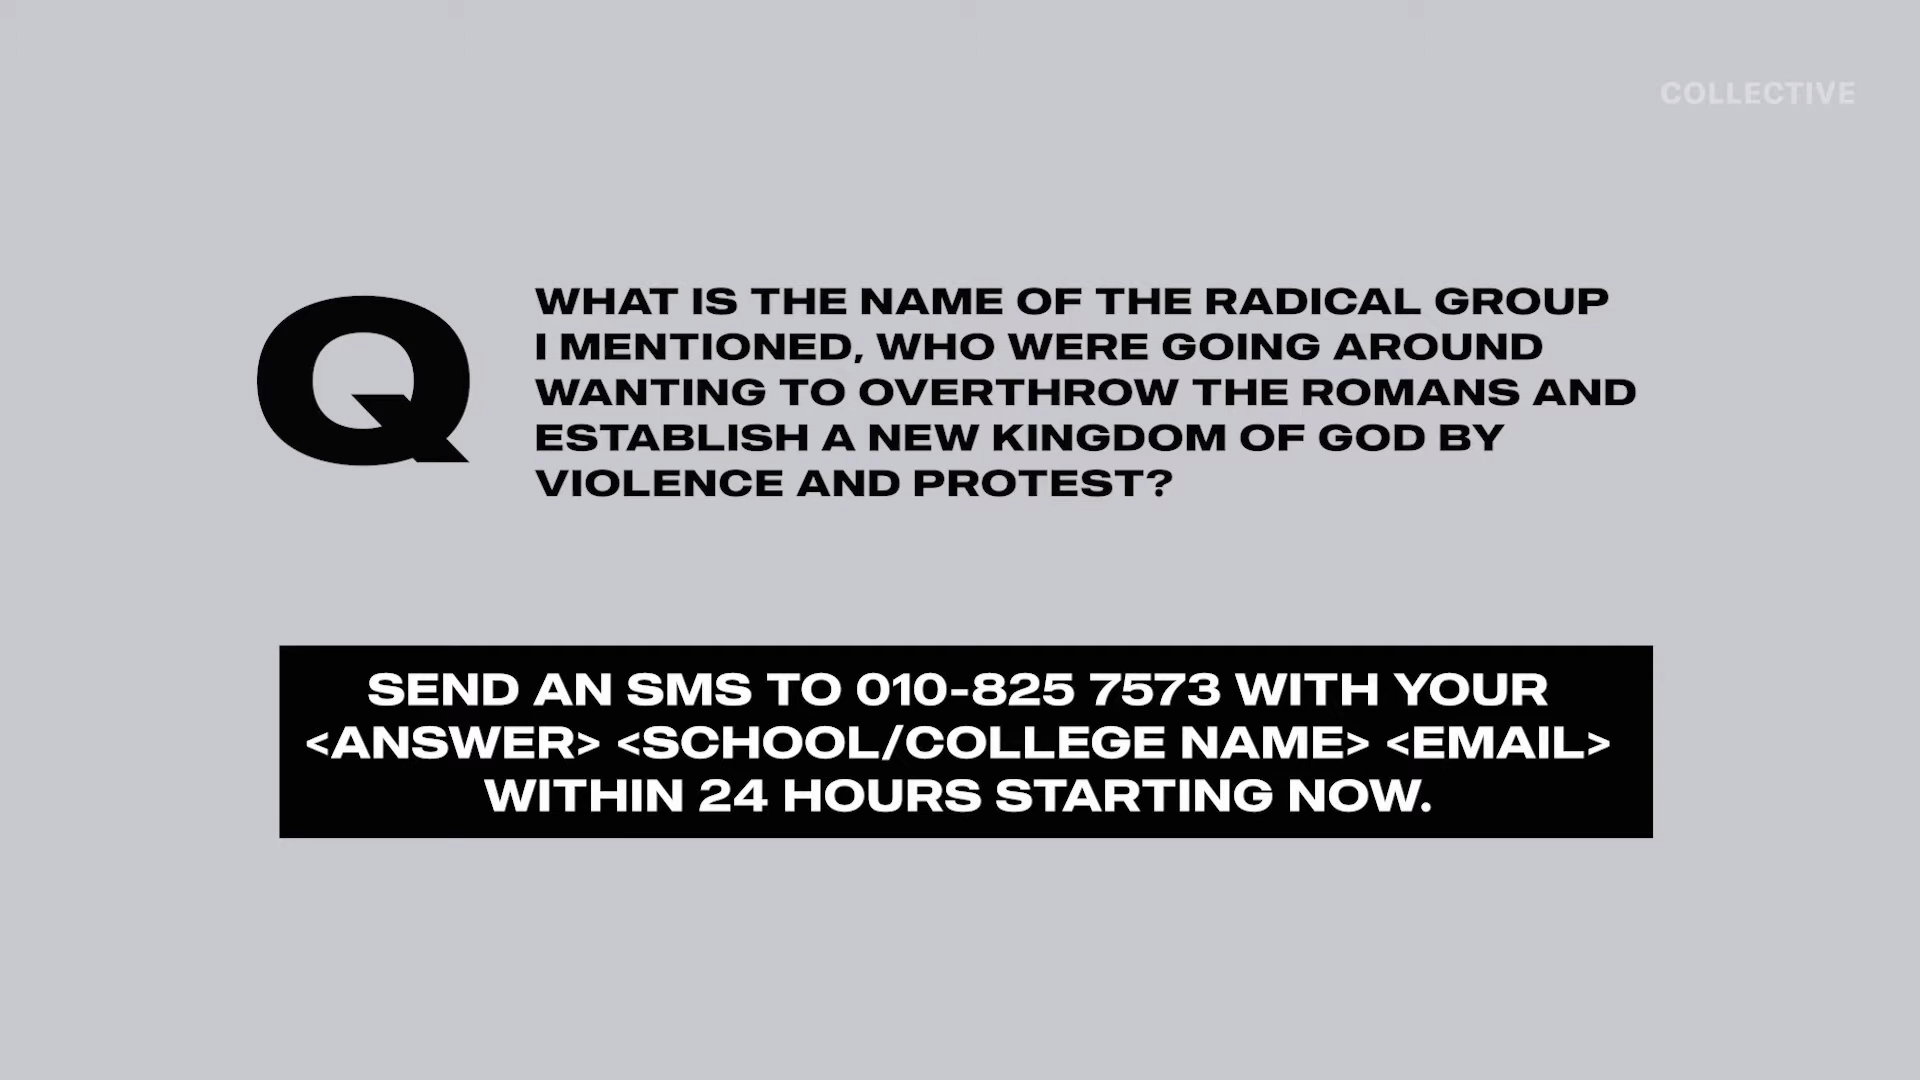 COLLECTIVE
Q
WHAT IS THE NAME OF THE RADICAL GROUP
I MENTIONED, WHO WERE GOING AROUND
WANTING TO OVERTHROW THE ROMANS AND
ESTABLISH A NEW KINGDOM OF GOD BY
VIOLENCE AND PROTEST?
SEND AN SMS TO 010-825 7573 WITH YOUR
<ANSWER> <SCHOOL/COLLEGE NAME> <EMAIL>
WITHIN 24 HOURS STARTING NOW.